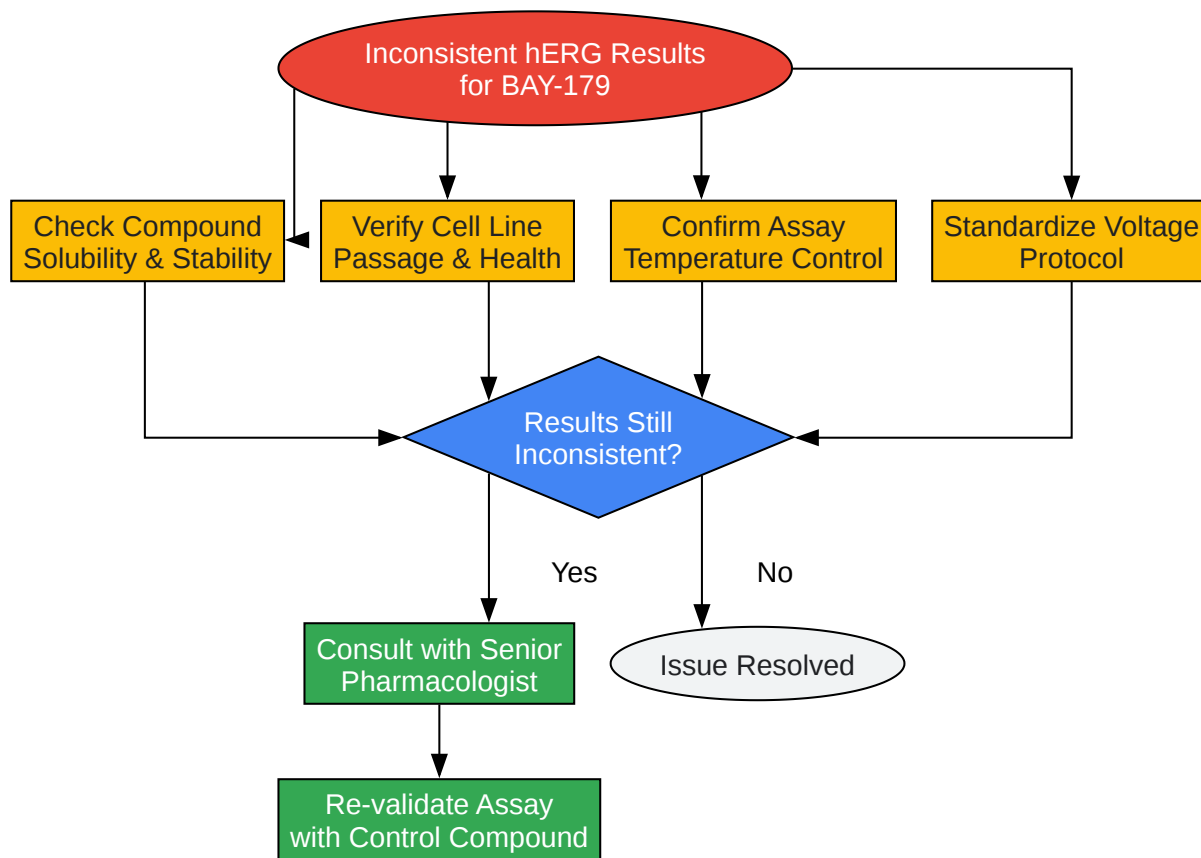 Inconsistent hERG Results
for BAY-179
Check Compound
Solubility & Stability
Verify Cell Line
Passage & Health
Confirm Assay
Temperature Control
Standardize Voltage
Protocol
Results Still
Inconsistent?
Yes
No
Consult with Senior
Pharmacologist
Issue Resolved
Re-validate Assay
with Control Compound